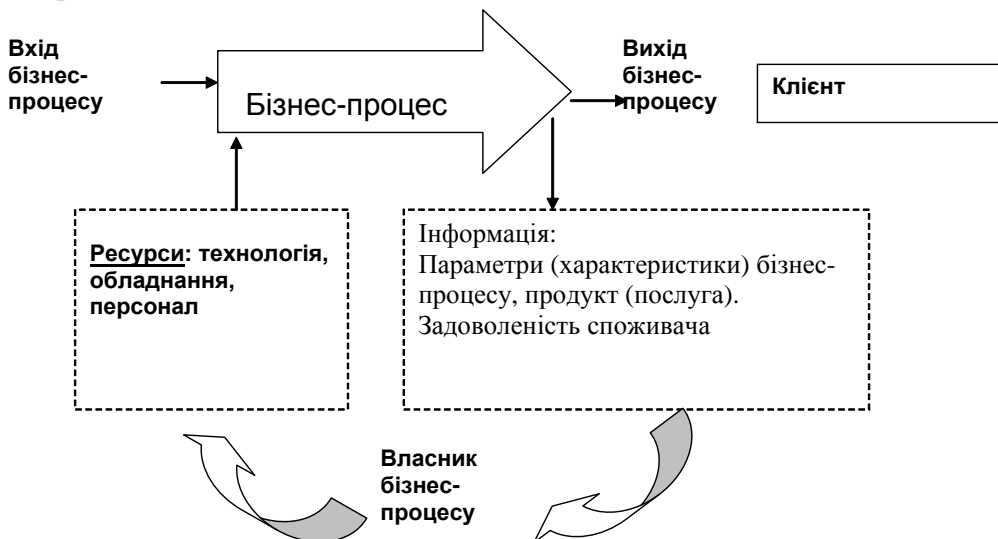 Вхід
бізнес-
процесу
Бізнес-процес
Вихід
бізнес-
процесу
Клієнт
Ресурси: технологія,
обладнання,
персонал
Інформація:
Параметри (характеристики) бізнес-
процесу, продукт (послуга).
Задоволеність споживача
Власник
бізнес-
процесу